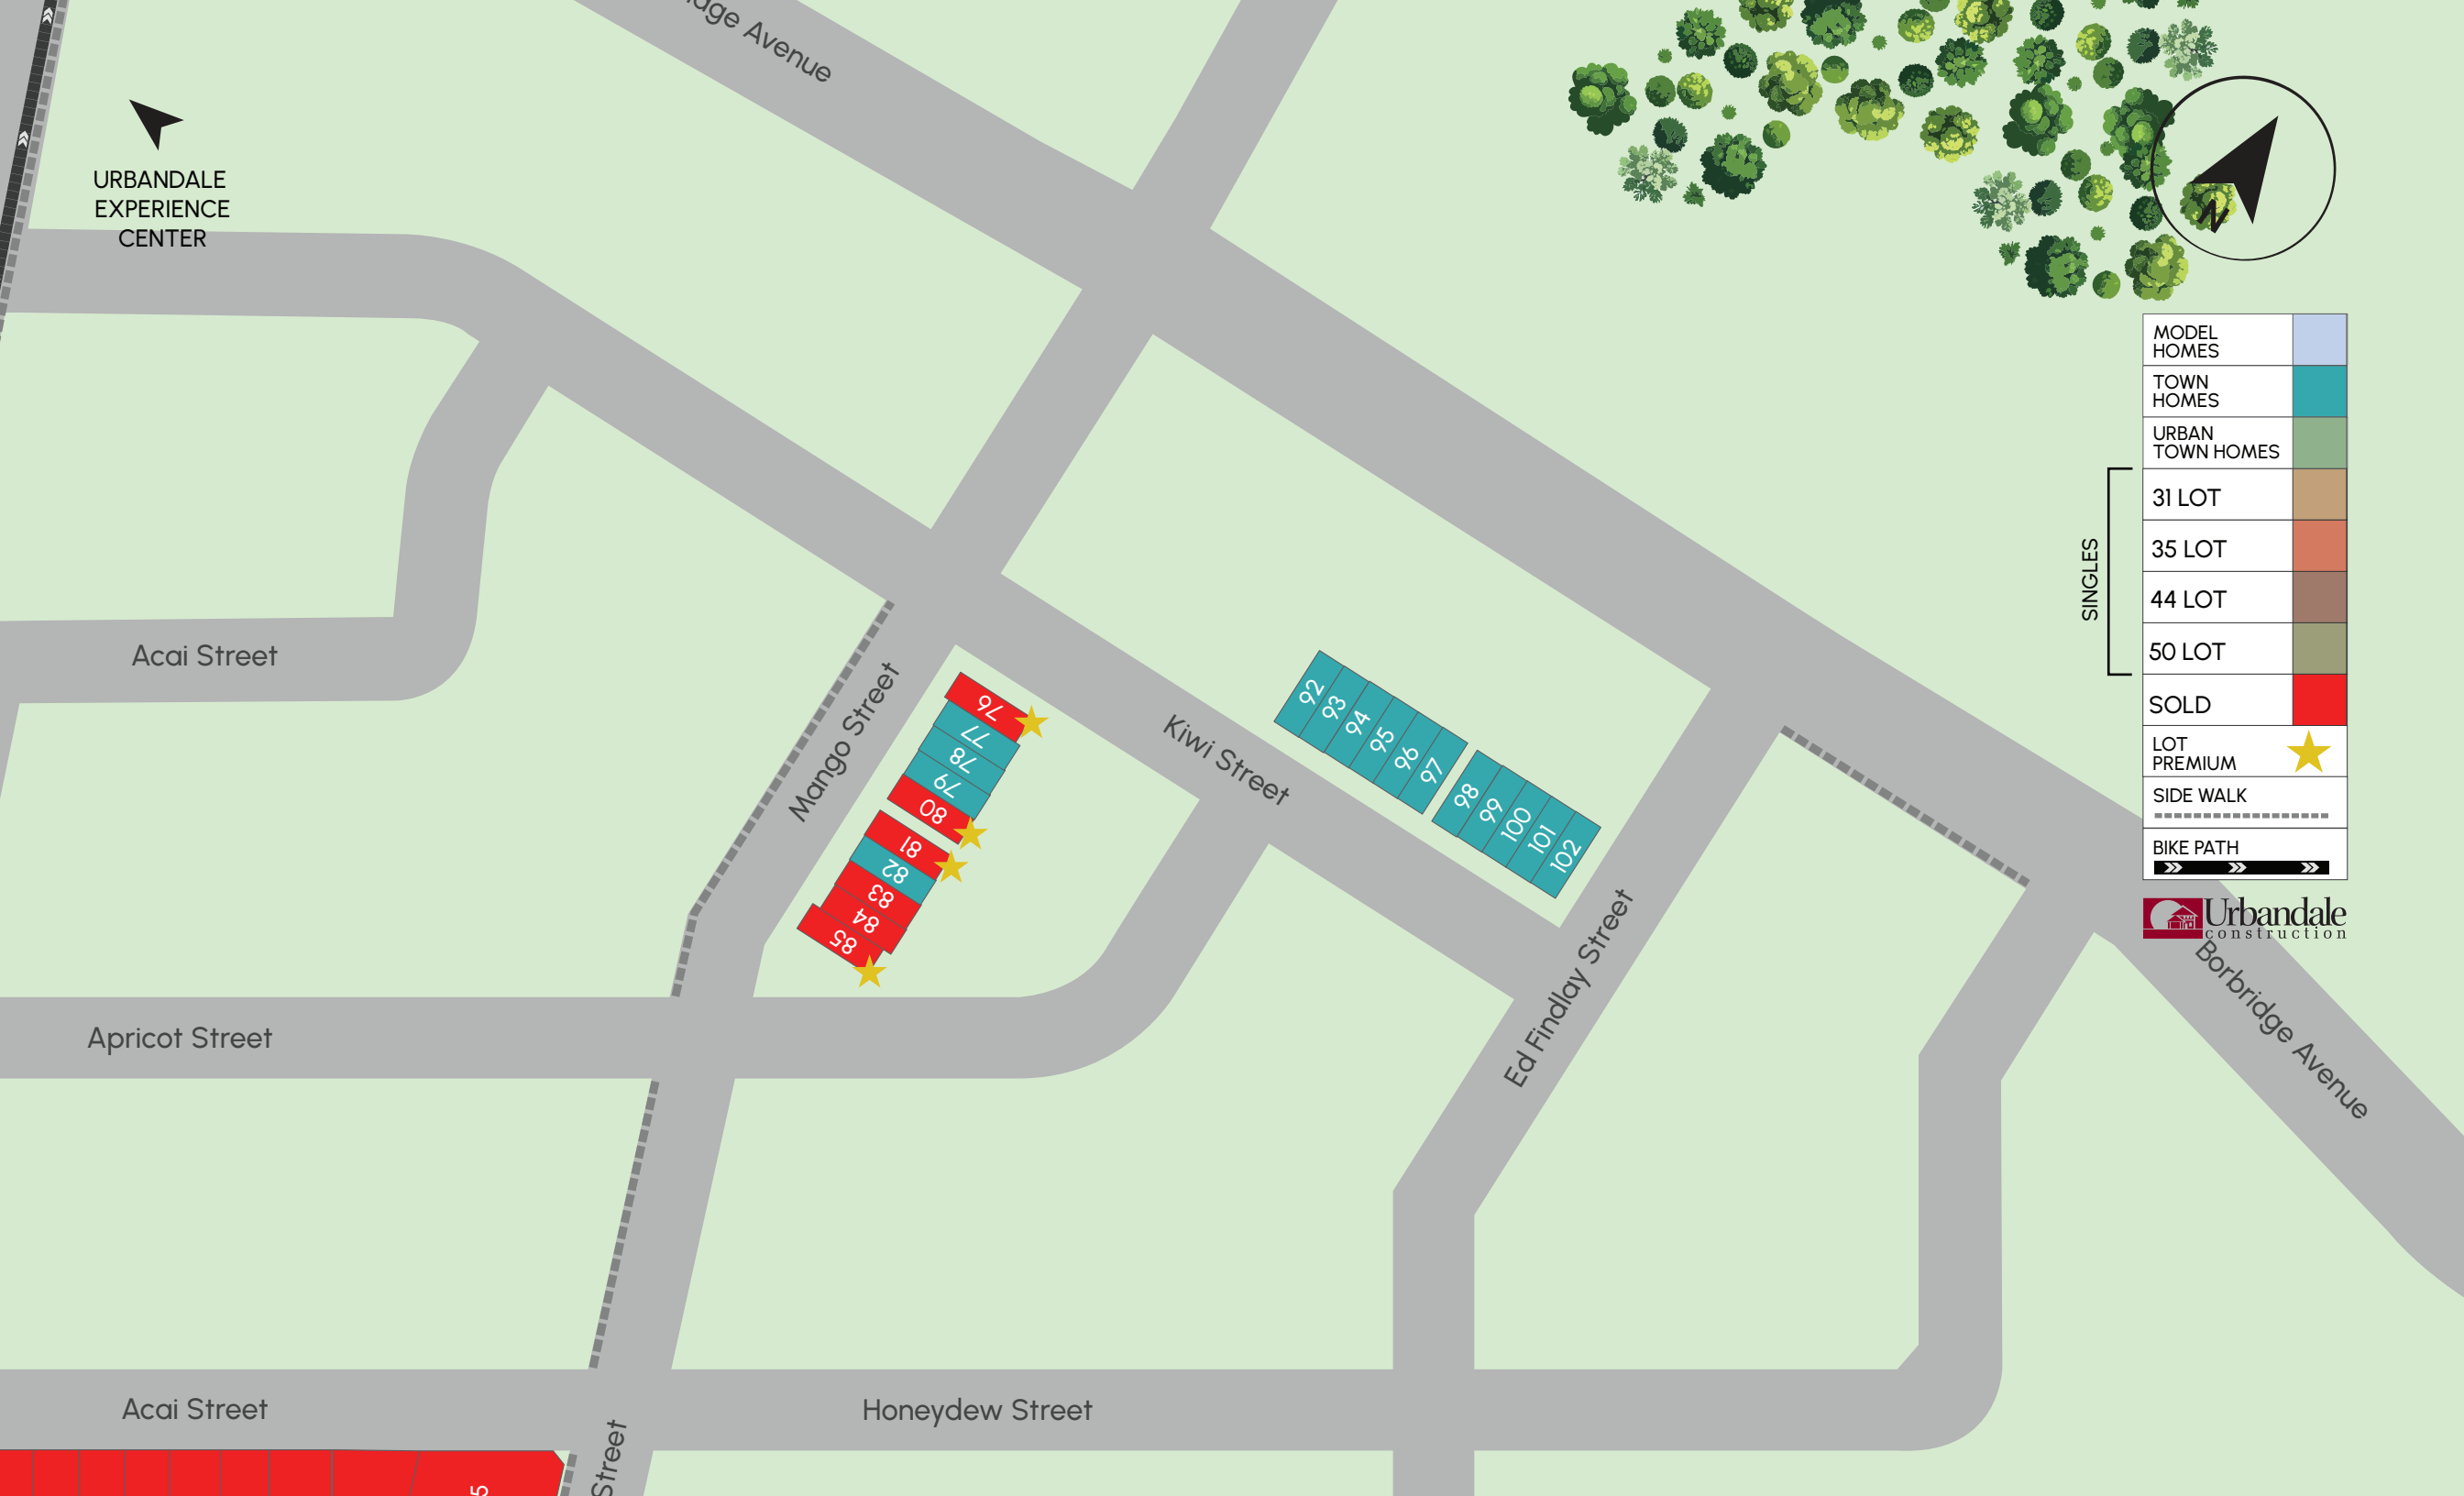 Avenue
URBANDALE
EXPERIENCE
CENTER
N
MODEL
HOMES
TOWN
HOMES
URBAN
TOWN HOMES
SINGLES
31 LOT
35 LOT
44 LOT
50 LOT
SOLD
LOT
PREMIUM
SIDE WALK
BIKE PATH
Urbandale
construction
Acai Street
Mango Street
76
77
78
79
80
81
82
83
84
85
Kiwi Street
92
93
94
95
96
97
98
99
100
101
102
Ed Findlay Street
Borbridge Avenue
Apricot Street
Acai Street
Honeydew Street
Street
5